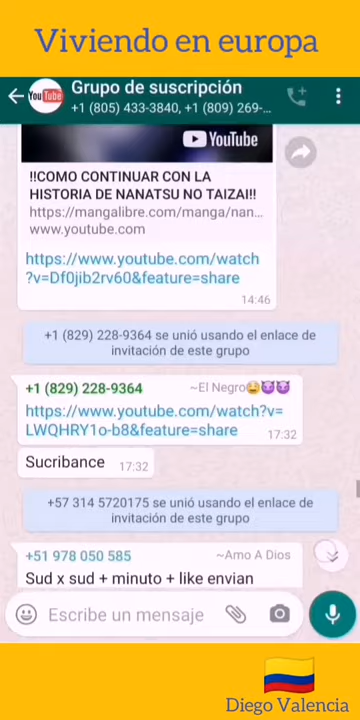 Viviendo en europa
YouTube
Grupo de suscripción
+1 (805) 433-3840, +1 (809) 269-...
YouTube
!!COMO CONTINUAR CON LA
HISTORIA DE NANATSU NO TAIZAI!!
https://mangalibre.com/manga/nan...
www.youtube.com
https://www.youtube.com/watch
?v=Df0jib2rv60&feature=share
14:46
+1 (829) 228-9364 se unió usando el enlace de
invitación de este grupo
+1 (829) 228-9364 ~El Negro😫😈😈
https://www.youtube.com/watch?v=
LWQHRY1o-b8&feature=share 17:32
Sucribance 17:32
+57 314 5720175 se unió usando el enlace de
invitación de este grupo
+51 978 050 585 ~Amo A Dios
Sud x sud + minuto + like envian
Escribe un mensaje
Diego Valencia